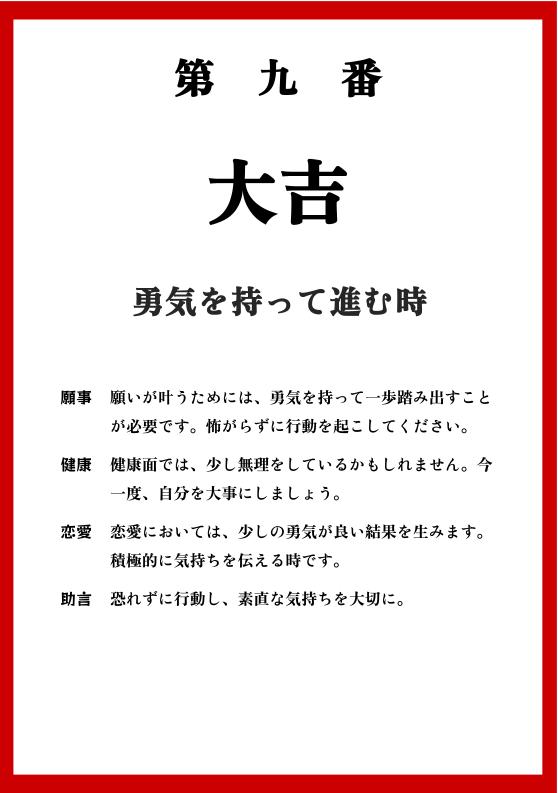 第 九 番
大吉
勇気を持って進む時
願事 願いが叶うためには、勇気を持って一歩踏み出すこと
が必要です。怖がらずに行動を起こしてください。
健康 健康面では、少し無理をしているかもしれません。今
一度、自分を大事にしましょう。
恋愛 恋愛においては、少しの勇気が良い結果を生みます。
積極的に気持ちを伝える時です。
助言 恐れずに行動し、素直な気持ちを大切に。